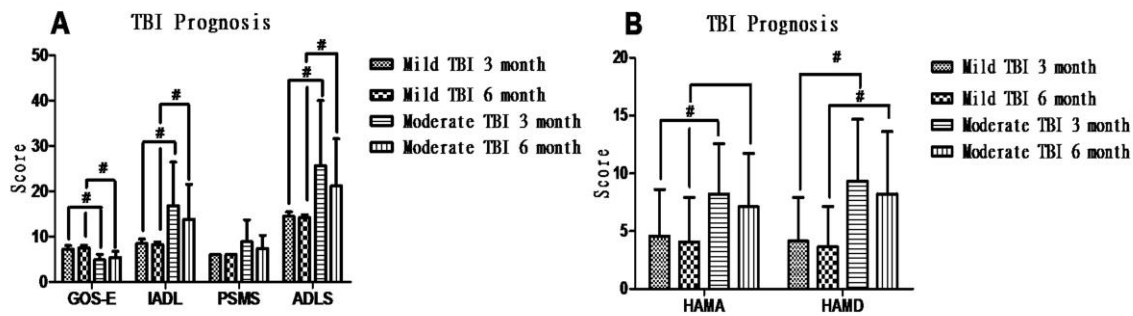 A
TBI Prognosis
Score
50
40
30
20
10
0
# # # # # #
GOS-E IADL PSMS ADLS
Mild TBI 3 month
Mild TBI 6 month
Moderate TBI 3 month
Moderate TBI 6 month
B
TBI Prognosis
Score
20
15
10
5
0
# # #
HAMA HAMD
Mild TBI 3 month
Mild TBI 6 month
Moderate TBI 3 month
Moderate TBI 6 month